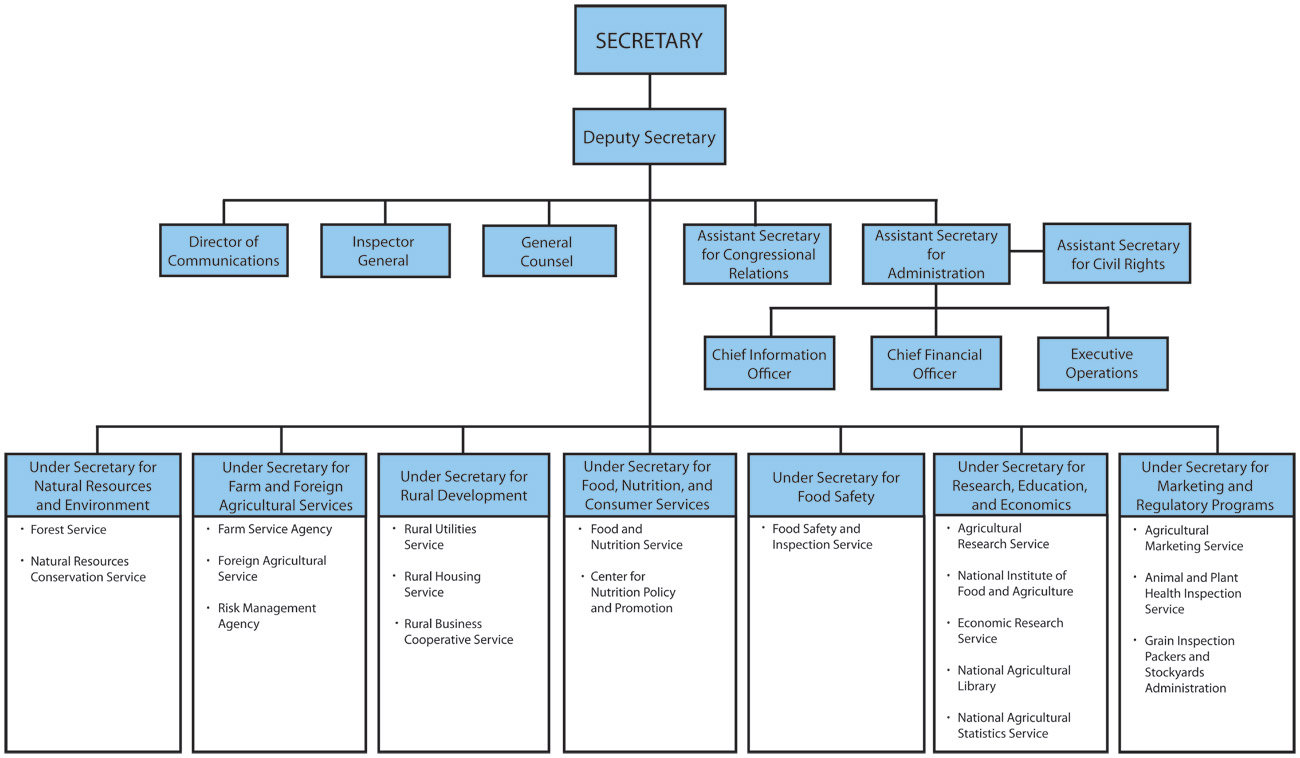 SECRETARY
Deputy Secretary
Director of
Communications
Inspector
General
General
Counsel
Assistant Secretary
for Congressional
Relations
Assistant Secretary
for
Administration
Assistant Secretary
for Civil Rights
Chief Information
Officer
Chief Financial
Officer
Executive
Operations
Under Secretary for
Natural Resources
and Environment
· Forest Service
· Natural Resources
Conservation Service
Under Secretary for
Farm and Foreign
Agricultural Services
· Farm Service Agency
· Foreign Agricultural
Service
· Risk Management
Agency
Under Secretary for
Rural Development
· Rural Utilities
Service
· Rural Housing
Service
· Rural Business
Cooperative Service
Under Secretary for
Food, Nutrition, and
Consumer Services
· Food and
Nutrition Service
· Center for
Nutrition Policy
and Promotion
Under Secretary for
Food Safety
· Food Safety and
Inspection Service
Under Secretary for
Research, Education,
and Economics
· Agricultural
Research Service
· National Institute of
Food and Agriculture
· Economic Research
Service
· National Agricultural
Library
· National Agricultural
Statistics Service
Under Secretary for
Marketing and
Regulatory Programs
· Agricultural
Marketing Service
· Animal and Plant
Health Inspection
Service
· Grain Inspection
Packers and
Stockyards
Administration